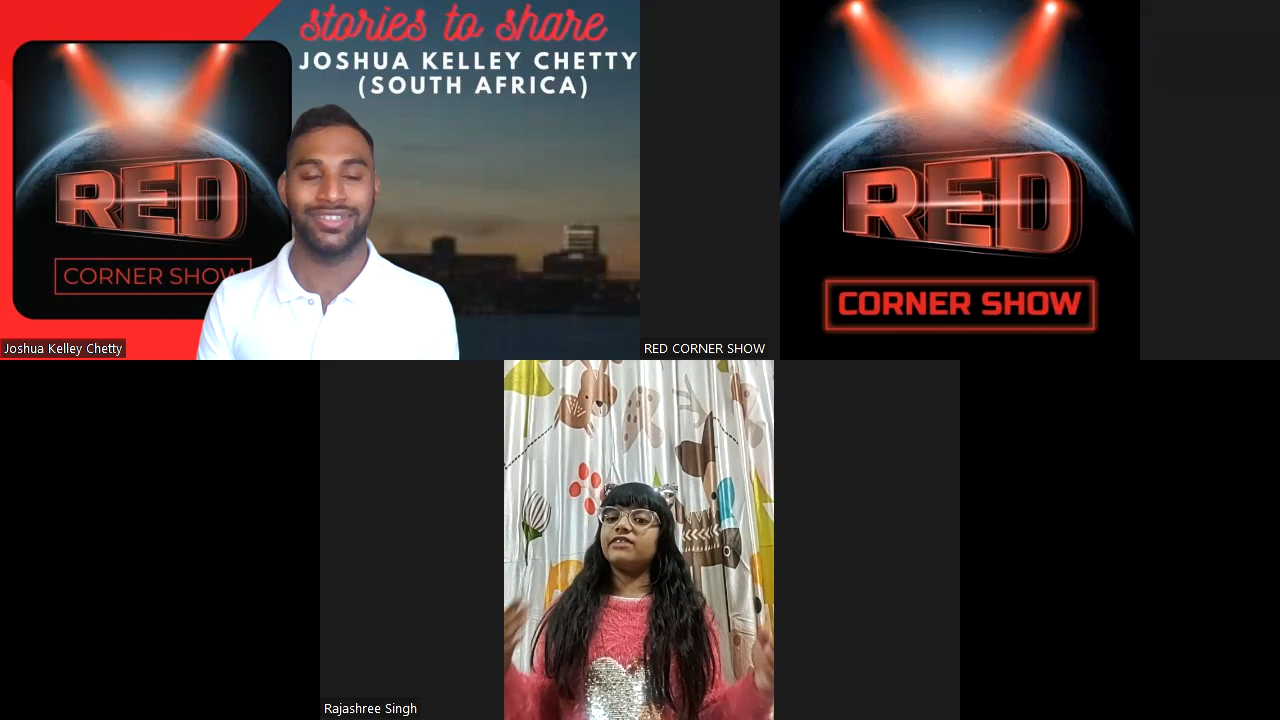 stories to share
JOSHUA KELLEY CHETTY
(SOUTH AFRICA)
RED
CORNER SHOW
Joshua Kelley Chetty
RED
CORNER SHOW
RED CORNER SHOW
Rajashree Singh